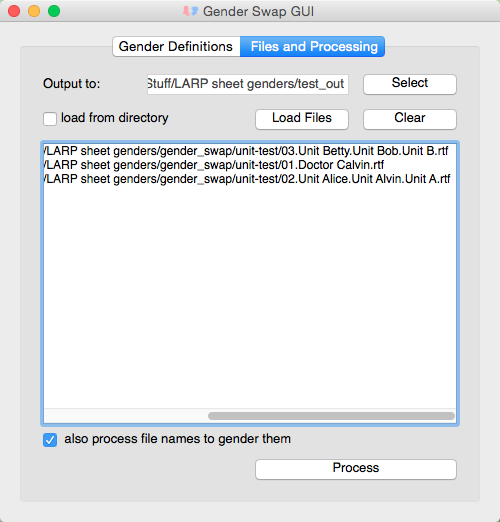 Gender Swap GUI
Gender Definitions Files and Processing
Output to: Stuff/LARP sheet genders/test_out Select
load from directory Load Files Clear
/LARP sheet genders/gender_swap/unit-test/03.Unit Betty.Unit Bob.Unit B.rtf
/LARP sheet genders/gender_swap/unit-test/01.Doctor Calvin.rtf
/LARP sheet genders/gender_swap/unit-test/02.Unit Alice.Unit Alvin.Unit A.rtf
also process file names to gender them
Process